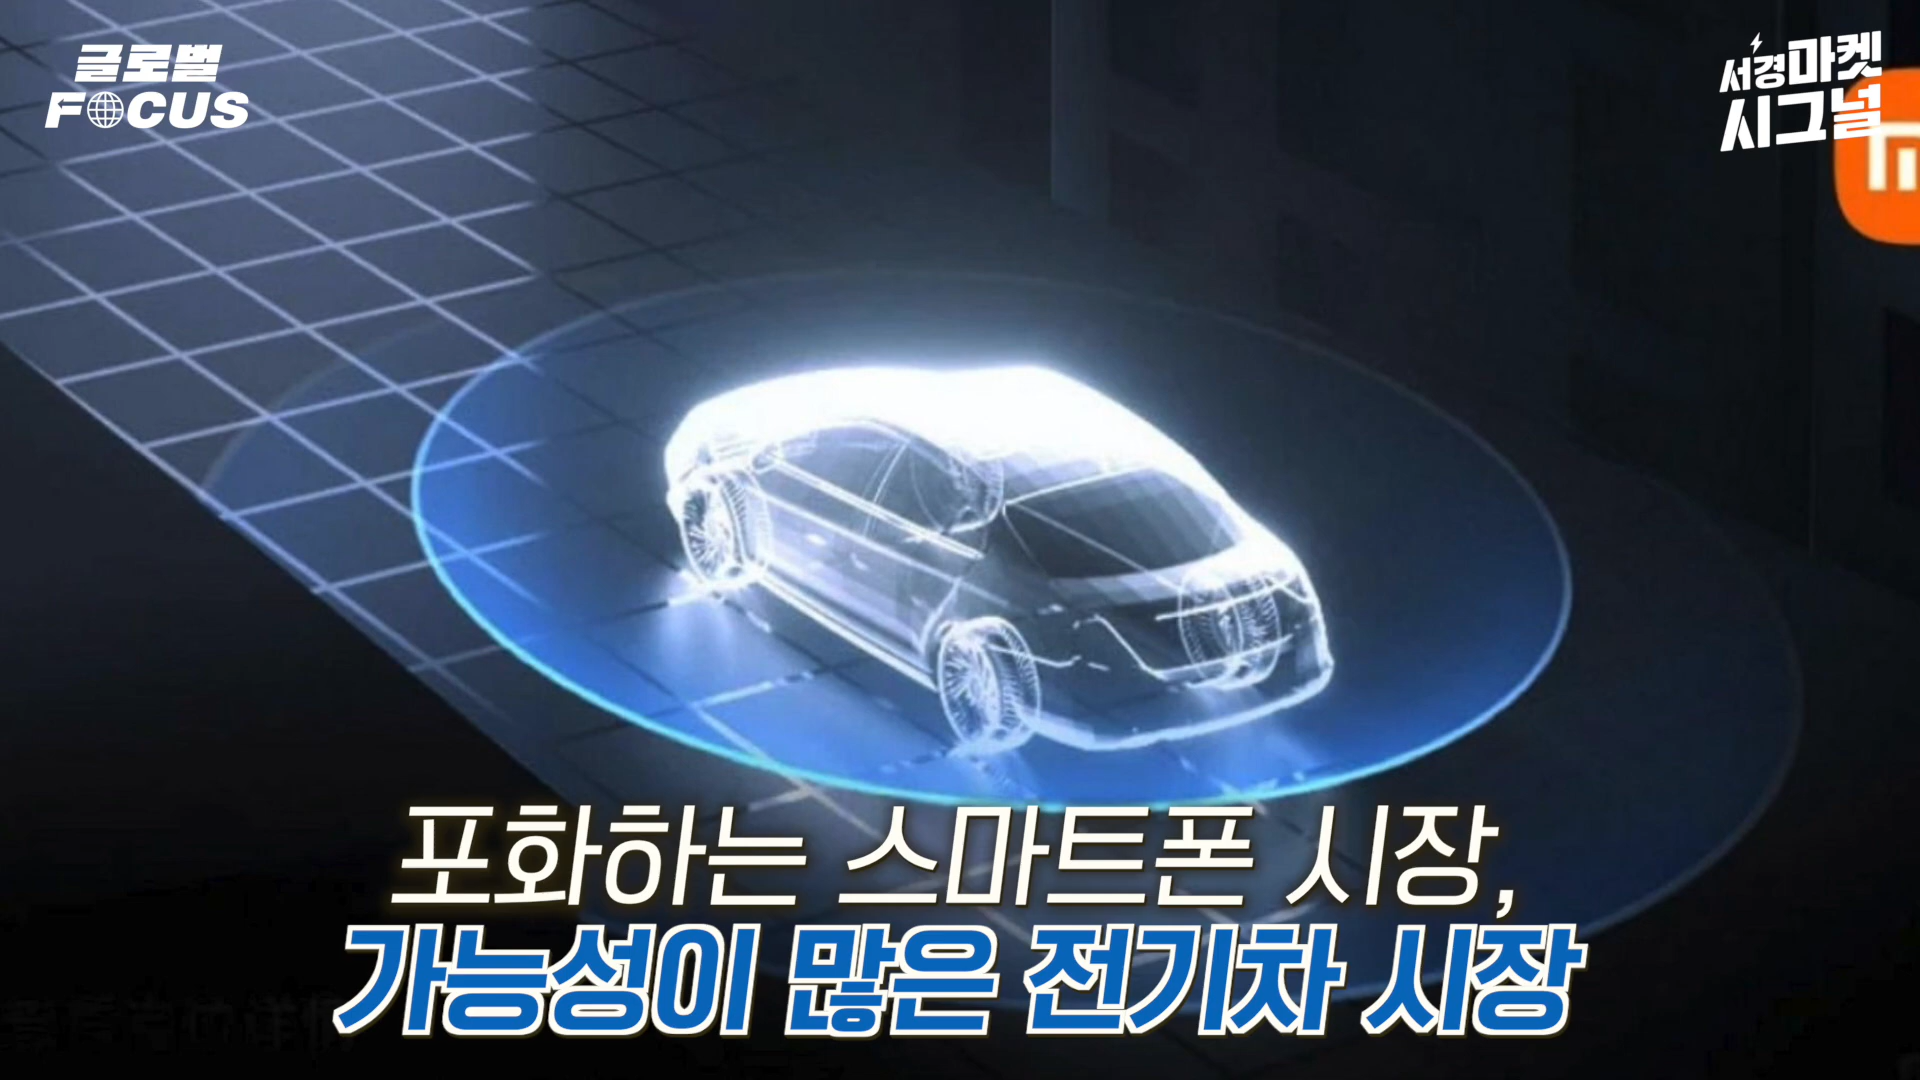 글로벌
FOCUS
서경마켓
시그널
포화하는 스마트폰 시장,
가능성이 많은 전기차 시장